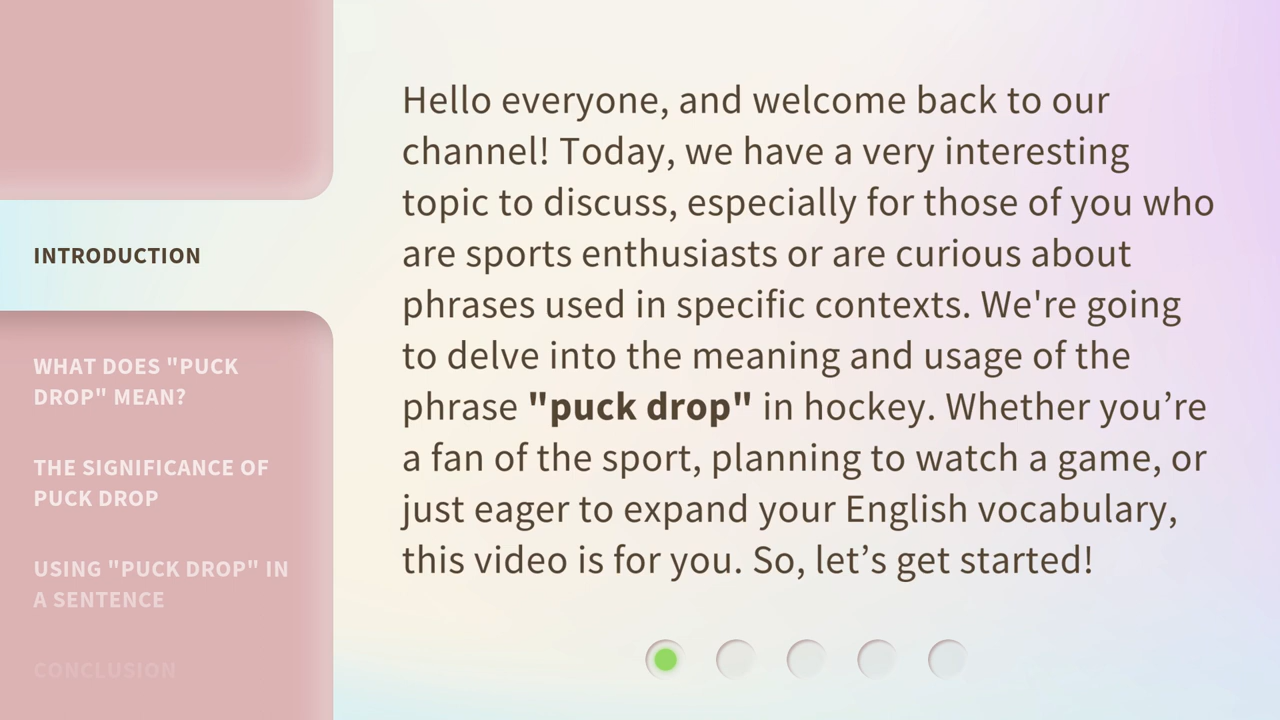 INTRODUCTION
WHAT DOES "PUCK
DROP" MEAN?
THE SIGNIFICANCE OF
PUCK DROP
USING "PUCK DROP" IN
A SENTENCE
CONCLUSION
Hello everyone, and welcome back to our
channel! Today, we have a very interesting
topic to discuss, especially for those of you who
are sports enthusiasts or are curious about
phrases used in specific contexts. We're going
to delve into the meaning and usage of the
phrase "puck drop" in hockey. Whether you’re
a fan of the sport, planning to watch a game, or
just eager to expand your English vocabulary,
this video is for you. So, let’s get started!